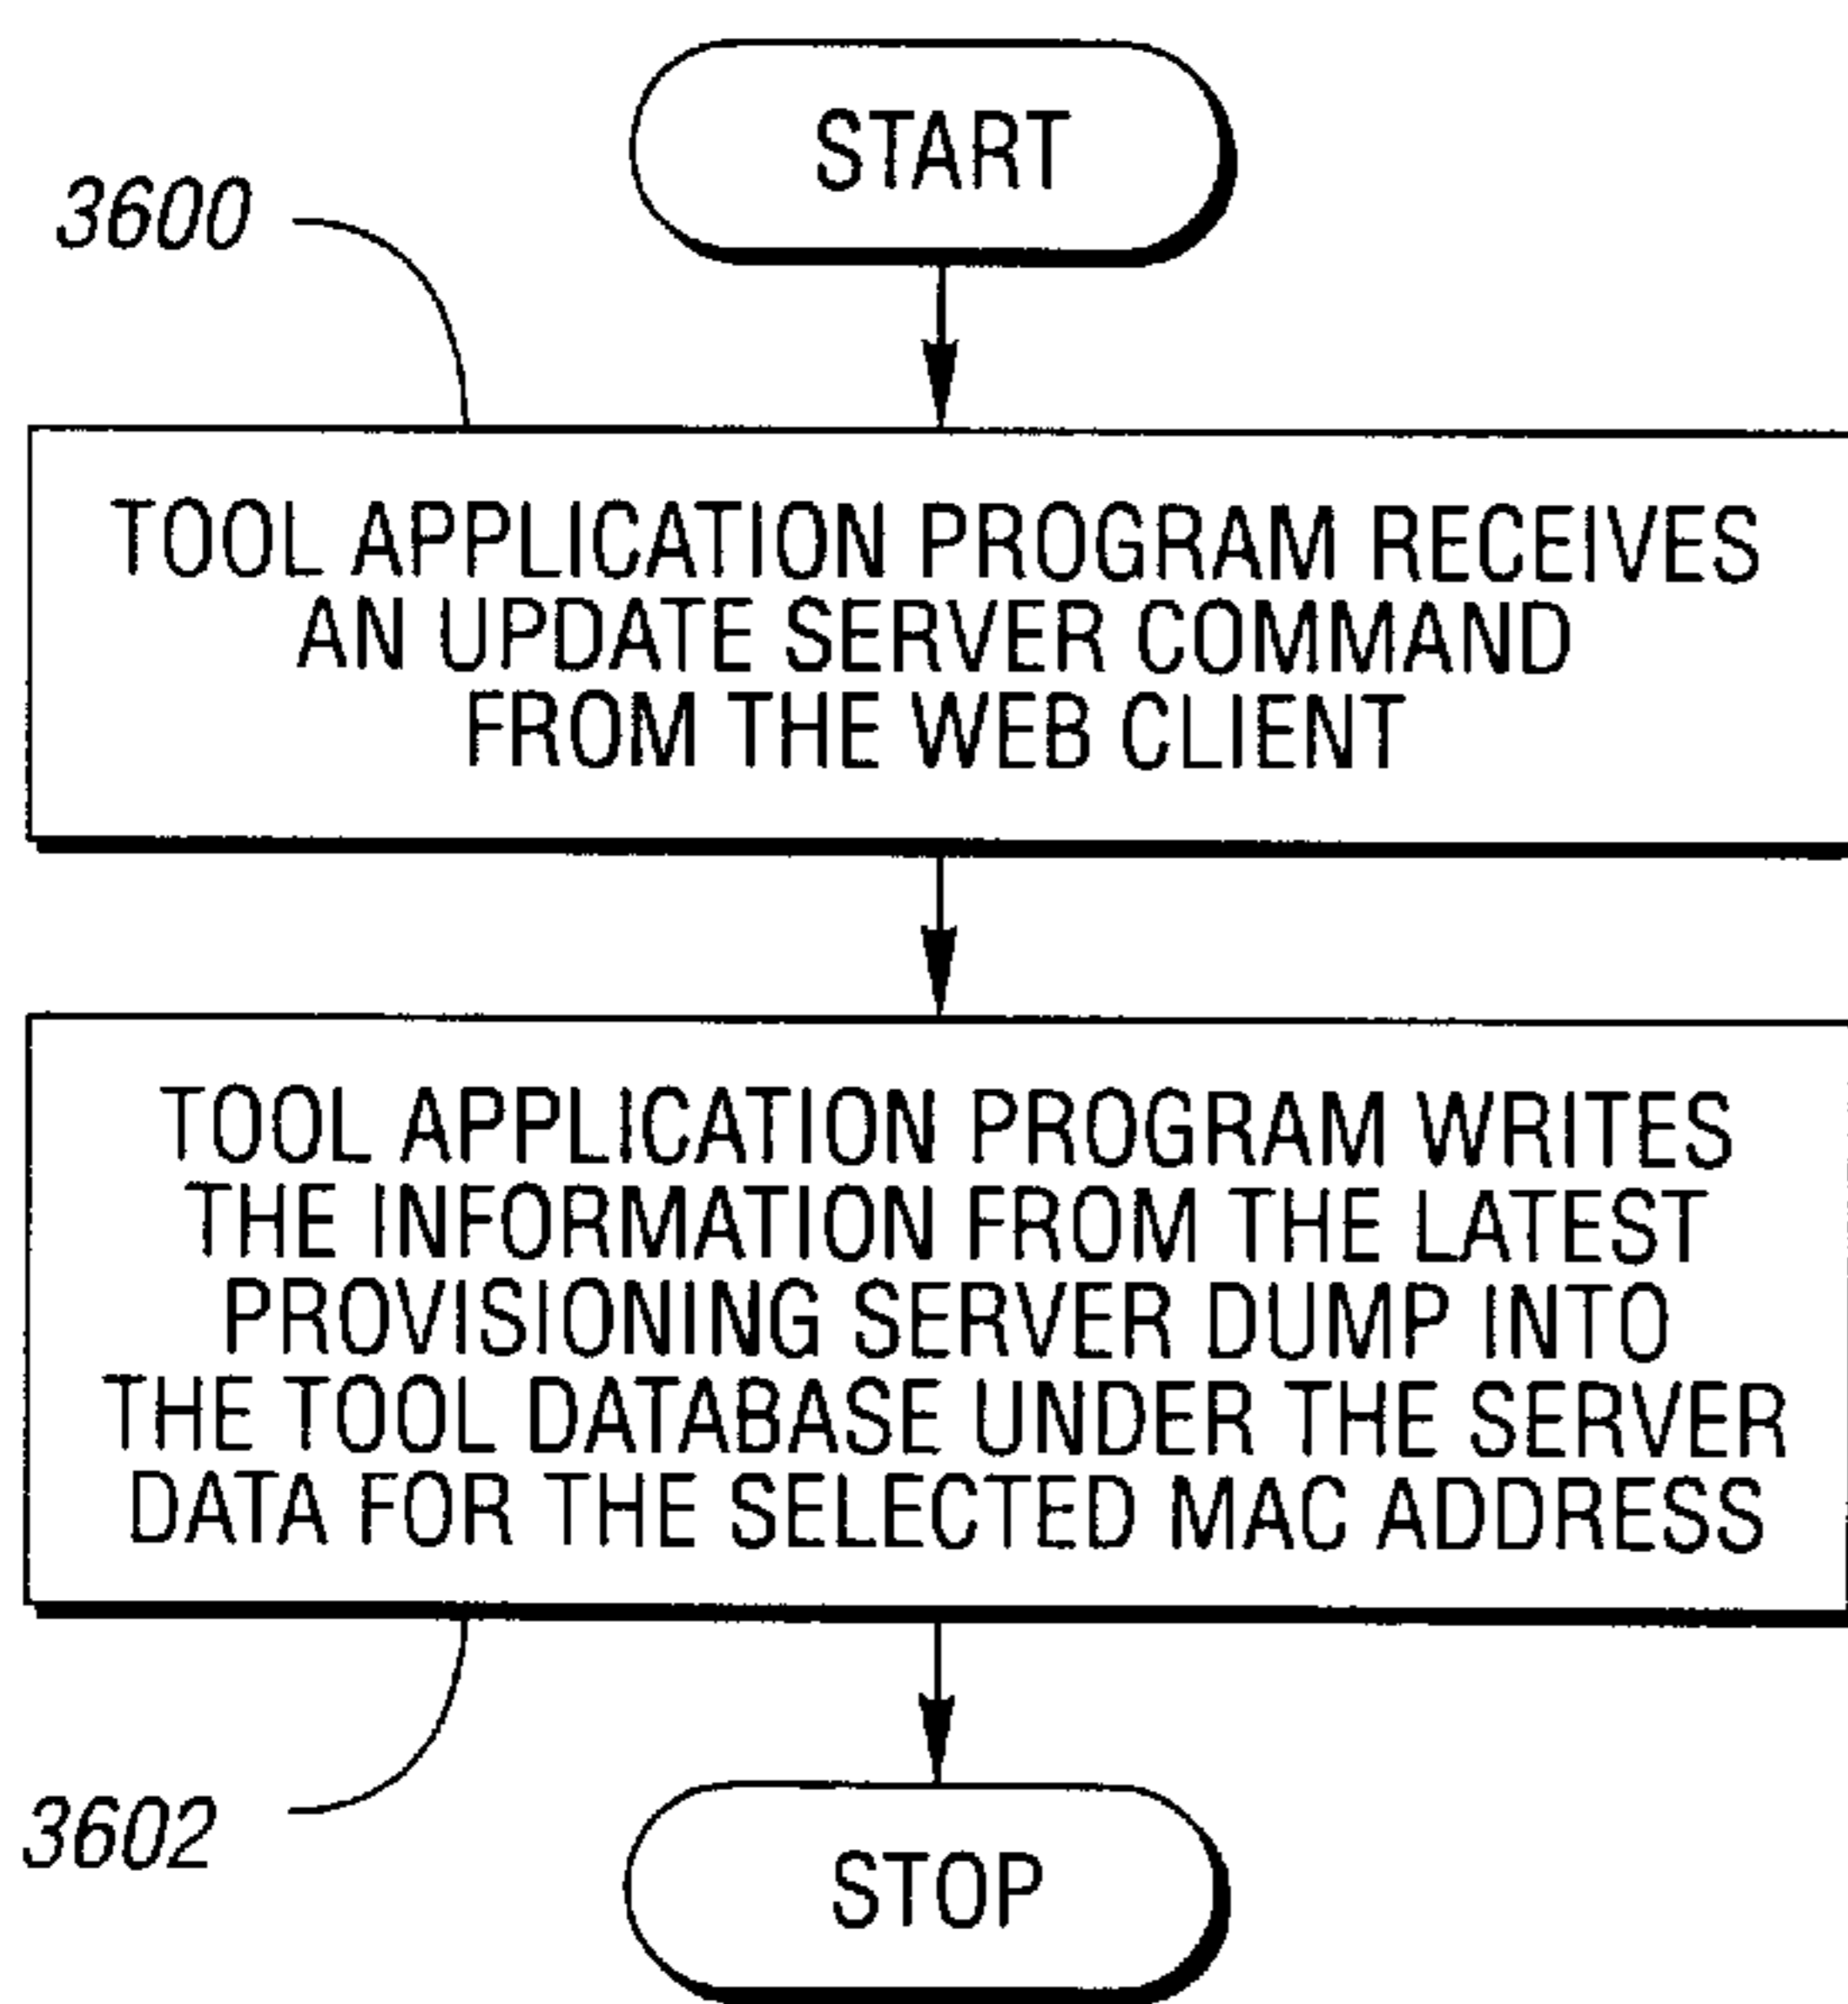 START
3600
TOOL APPLICATION PROGRAM RECEIVES
AN UPDATE SERVER COMMAND
FROM THE WEB CLIENT
TOOL APPLICATION PROGRAM WRITES
THE INFORMATION FROM THE LATEST
PROVISIONING SERVER DUMP INTO
THE TOOL DATABASE UNDER THE SERVER
DATA FOR THE SELECTED MAC ADDRESS
3602
STOP